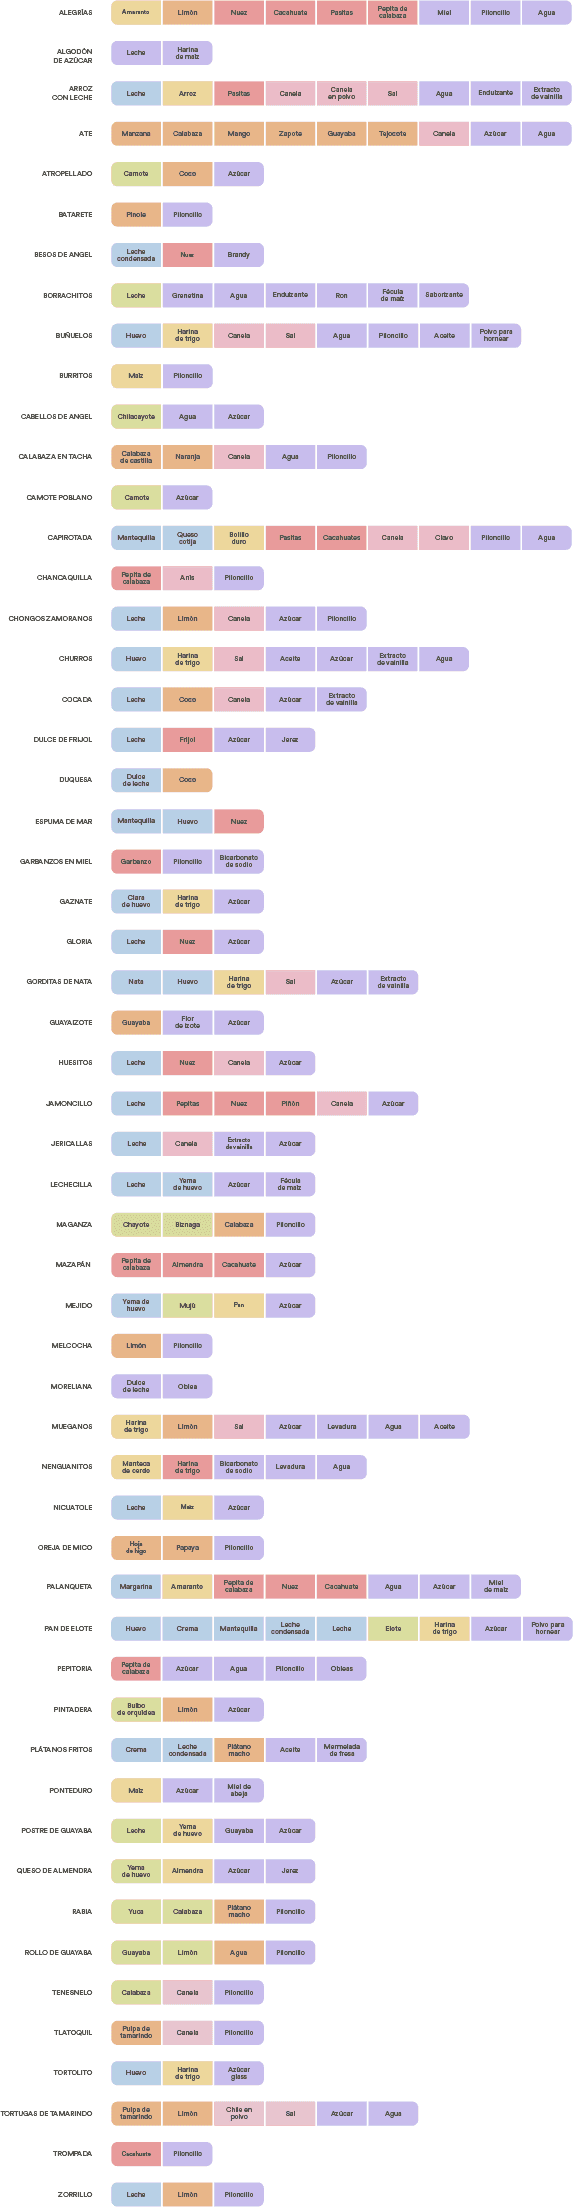 ALEGRÍAS Amaranto Limón Nuez Cacahuate Pasitas Pepita de calabaza Miel Piloncillo Agua
ALGODÓN DE AZÚCAR Leche Harina de maíz
ARROZ CON LECHE Leche Arroz Pasitas Canela Canela en polvo Sal Agua Endulzante Extracto de vainilla
ATE Manzana Calabaza Mango Zapote Guayaba Tejocote Canela Azúcar Agua
ATROPELLADO Camote Coco Azúcar
BATARETE Pinole Piloncillo
BESOS DE ANGEL Leche condensada Nuez Brandy
BORRACHITOS Leche Grenetina Agua Endulzante Ron Fécula de maíz Saborizante
BUÑUELOS Huevo Harina de trigo Canela Sal Agua Piloncillo Aceite Polvo para hornear
BURRITOS Maíz Piloncillo
CABELLOS DE ANGEL Chilacayote Agua Azúcar
CALABAZA EN TACHA Calabaza de castilla Naranja Canela Agua Piloncillo
CAMOTE POBLANO Camote Azúcar
CAPIROTADA Mantequilla Queso cotija Bolillo duro Pasitas Cacahuates Canela Clavo Piloncillo Agua
CHANCAQUILLA Pepita de calabaza Anís Piloncillo
CHONGOS ZAMORANOS Leche Limón Canela Azúcar Piloncillo
CHURROS Huevo Harina de trigo Sal Aceite Azúcar Extracto de vainilla Agua
COCADA Leche Coco Canela Azúcar Extracto de vainilla
DULCE DE FRIJOL Leche Frijol Azúcar Jerez
DUQUESA Dulce de leche Coco
ESPUMA DE MAR Mantequilla Huevo Nuez
GARBANZOS EN MIEL Garbanzo Piloncillo Bicarbonato de sodio
GAZNATE Clara de huevo Harina de trigo Azúcar
GLORIA Leche Nuez Azúcar
GORDITAS DE NATA Nata Huevo Harina de trigo Sal Azúcar Extracto de vainilla
GUAYAIZOTE Guayaba Flor de izote Azúcar
HUESITOS Leche Nuez Canela Azúcar
JAMONCILLO Leche Pepitas Nuez Piñón Canela Azúcar
JERICALLAS Leche Canela Extracto de vainilla Azúcar
LECHECILLA Leche Yema de huevo Azúcar Fécula de maíz
MAGANZA Chayote Biznaga Calabaza Piloncillo
MAZAPÁN Pepita de calabaza Almendra Cacahuate Azúcar
MEJIDO Yema de huevo Mujú Pan Azúcar
MELCOCHA Limón Piloncillo
MORELIANA Dulce de leche Oblea
MUEGANOS Harina de trigo Limón Sal Azúcar Levadura Agua Aceite
NENGUANITOS Manteca de cerdo Harina de trigo Bicarbonato de sodio Levadura Agua
NICUATOLE Leche Maíz Azúcar
OREJA DE MICO Hoja de higo Papaya Piloncillo
PALANQUETA Margarina Amaranto Pepita de calabaza Nuez Cacahuate Agua Azúcar Miel de maíz
PAN DE ELOTE Huevo Crema Mantequilla Leche condensada Leche Elote Harina de trigo Azúcar Polvo para hornear
PEPITORIA Pepita de calabaza Azúcar Agua Piloncillo Obleas
PINTADERA Bulbo de orquídea Limón Azúcar
PLÁTANOS FRITOS Crema Leche condensada Plátano macho Aceite Mermelada de fresa
PONTEDURO Maíz Azúcar Miel de abeja
POSTRE DE GUAYABA Leche Yema de huevo Guayaba Azúcar
QUESO DE ALMENDRA Yema de huevo Almendra Azúcar Jerez
RABIA Yuca Calabaza Plátano macho Piloncillo
ROLLO DE GUAYABA Guayaba Limón Agua Piloncillo
TENESNELO Calabaza Canela Piloncillo
TLATOQUIL Pulpa de tamarindo Canela Piloncillo
TORTOLITO Huevo Harina de trigo Azúcar glass
TORTUGAS DE TAMARINDO Pulpa de tamarindo Limón Chile en polvo Sal Azúcar Agua
TROMPADA Cacahuate Piloncillo
ZORRILLO Leche Limón Piloncillo